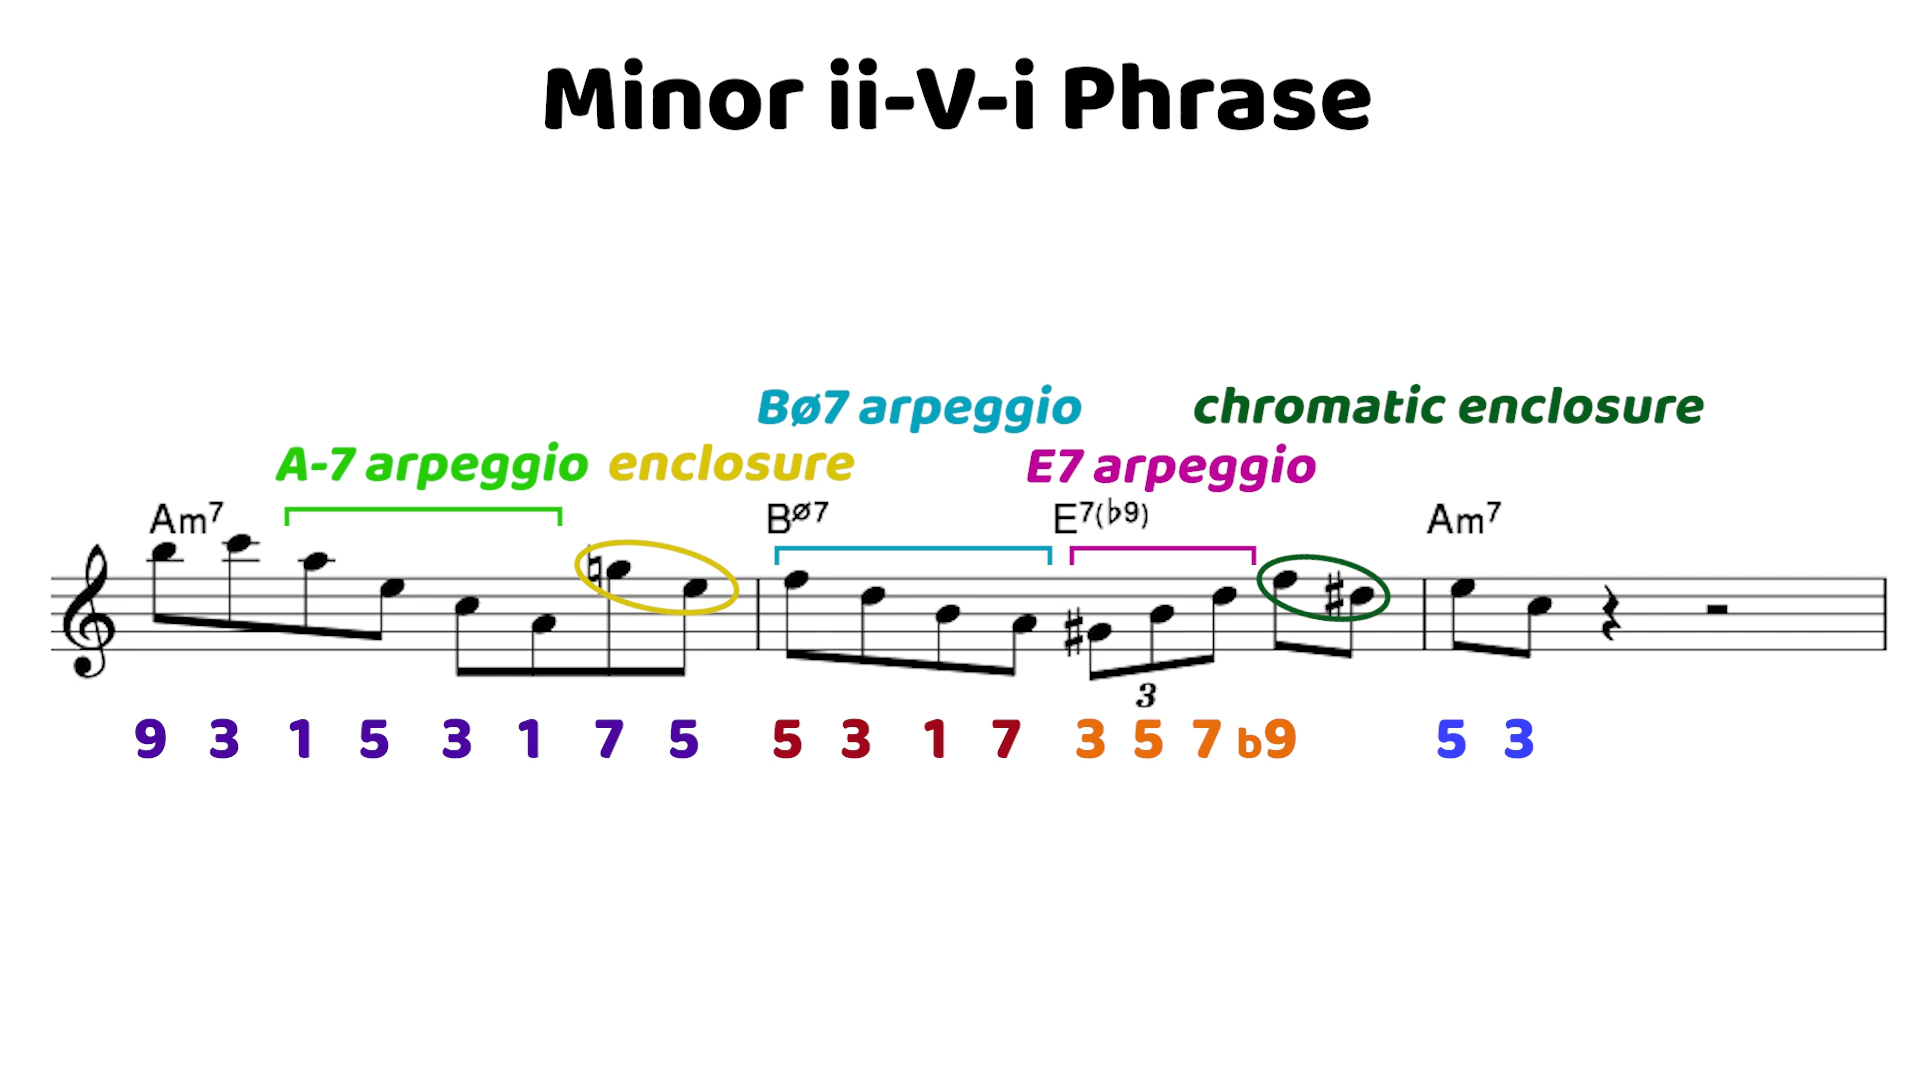 Minor ii-V-i Phrase
Bø7 arpeggio chromatic enclosure
A-7 arpeggio enclosure E7 arpeggio
Am7 Bø7 E7(♭9) Am7
3
9 3 1 5 3 1 7 5 5 3 1 7 3 5 7 b9 5 3